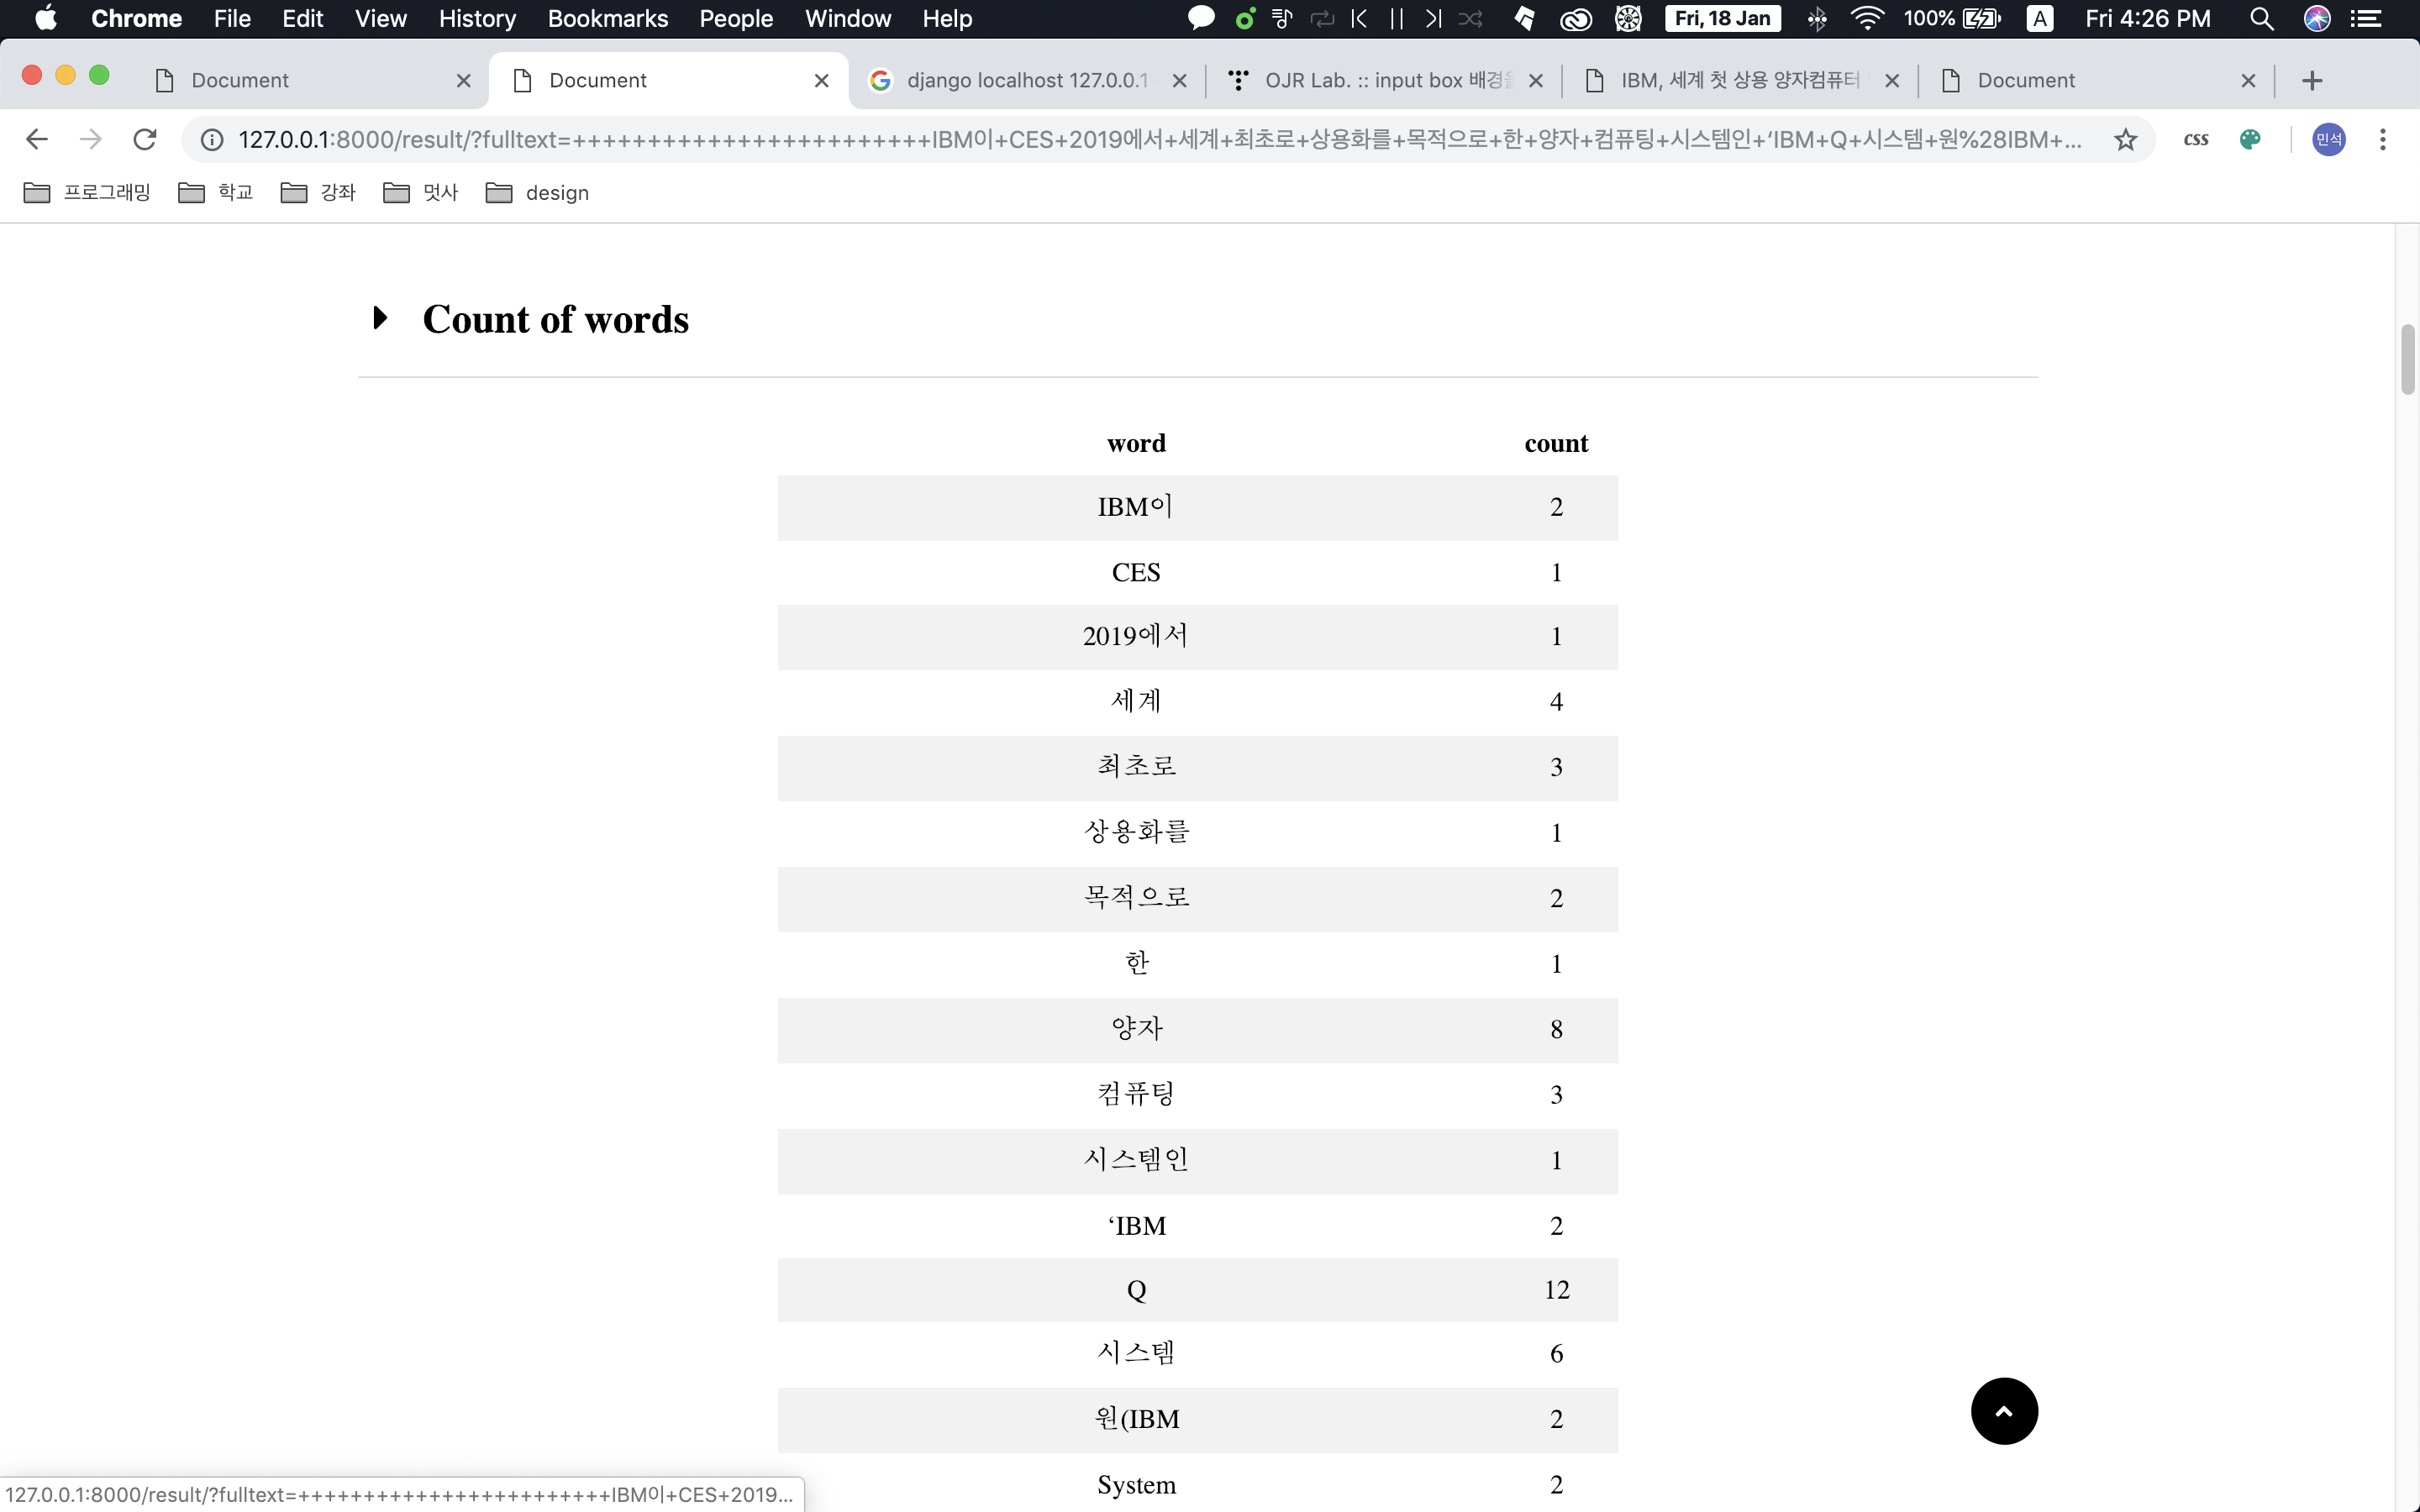 Chrome File Edit View History Bookmarks People Window Help Fri, 18 Jan 100% A Fri 4:26 PM
Document Document django localhost 127.0.0.1 OJR Lab. :: input box 배경을 IBM, 세계 첫 상용 양자컴퓨터 Document
127.0.0.1:8000/result/?fulltext=++++++++++++++++++++++++IBM이+CES+2019에서+세계+최초로+상용화를+목적으로+한+양자+컴퓨팅+시스템인+‘IBM+Q+시스템+원%28IBM+... css 민석
프로그래밍 학교 강좌 멋사 design
Count of words
word count
IBM이 2
CES 1
2019에서 1
세계 4
최초로 3
상용화를 1
목적으로 2
한 1
양자 8
컴퓨팅 3
시스템인 1
‘IBM 2
Q 12
시스템 6
원(IBM 2
System 2
127.0.0.1:8000/result/?fulltext=++++++++++++++++++++++++IBM이+CES+2019...